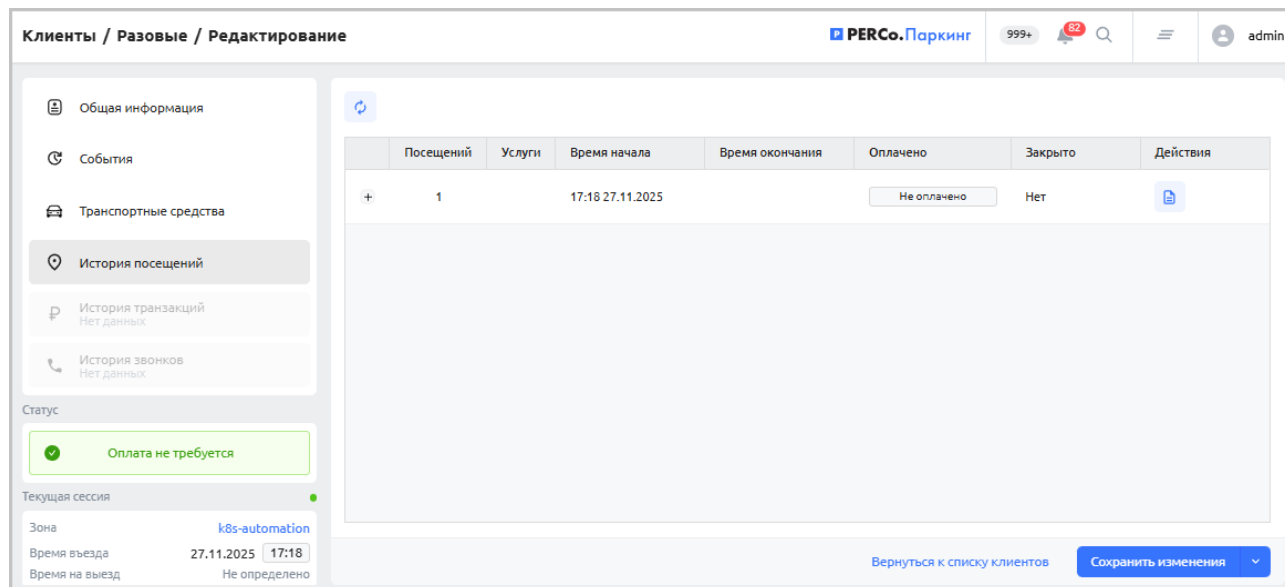 Клиенты / Разовые / Редактирование
PERCo.Паркинг
999+
82
admin
Общая информация
События
Транспортные средства
История посещений
История транзакций
Нет данных
История звонков
Нет данных
Статус
Оплата не требуется
Текущая сессия
Зона k8s-automation
Время въезда 27.11.2025 17:18
Время на выезд Не определено
Посещений Услуги Время начала Время окончания Оплачено Закрыто Действия
+ 1 17:18 27.11.2025 Не оплачено Нет
Вернуться к списку клиентов Сохранить изменения